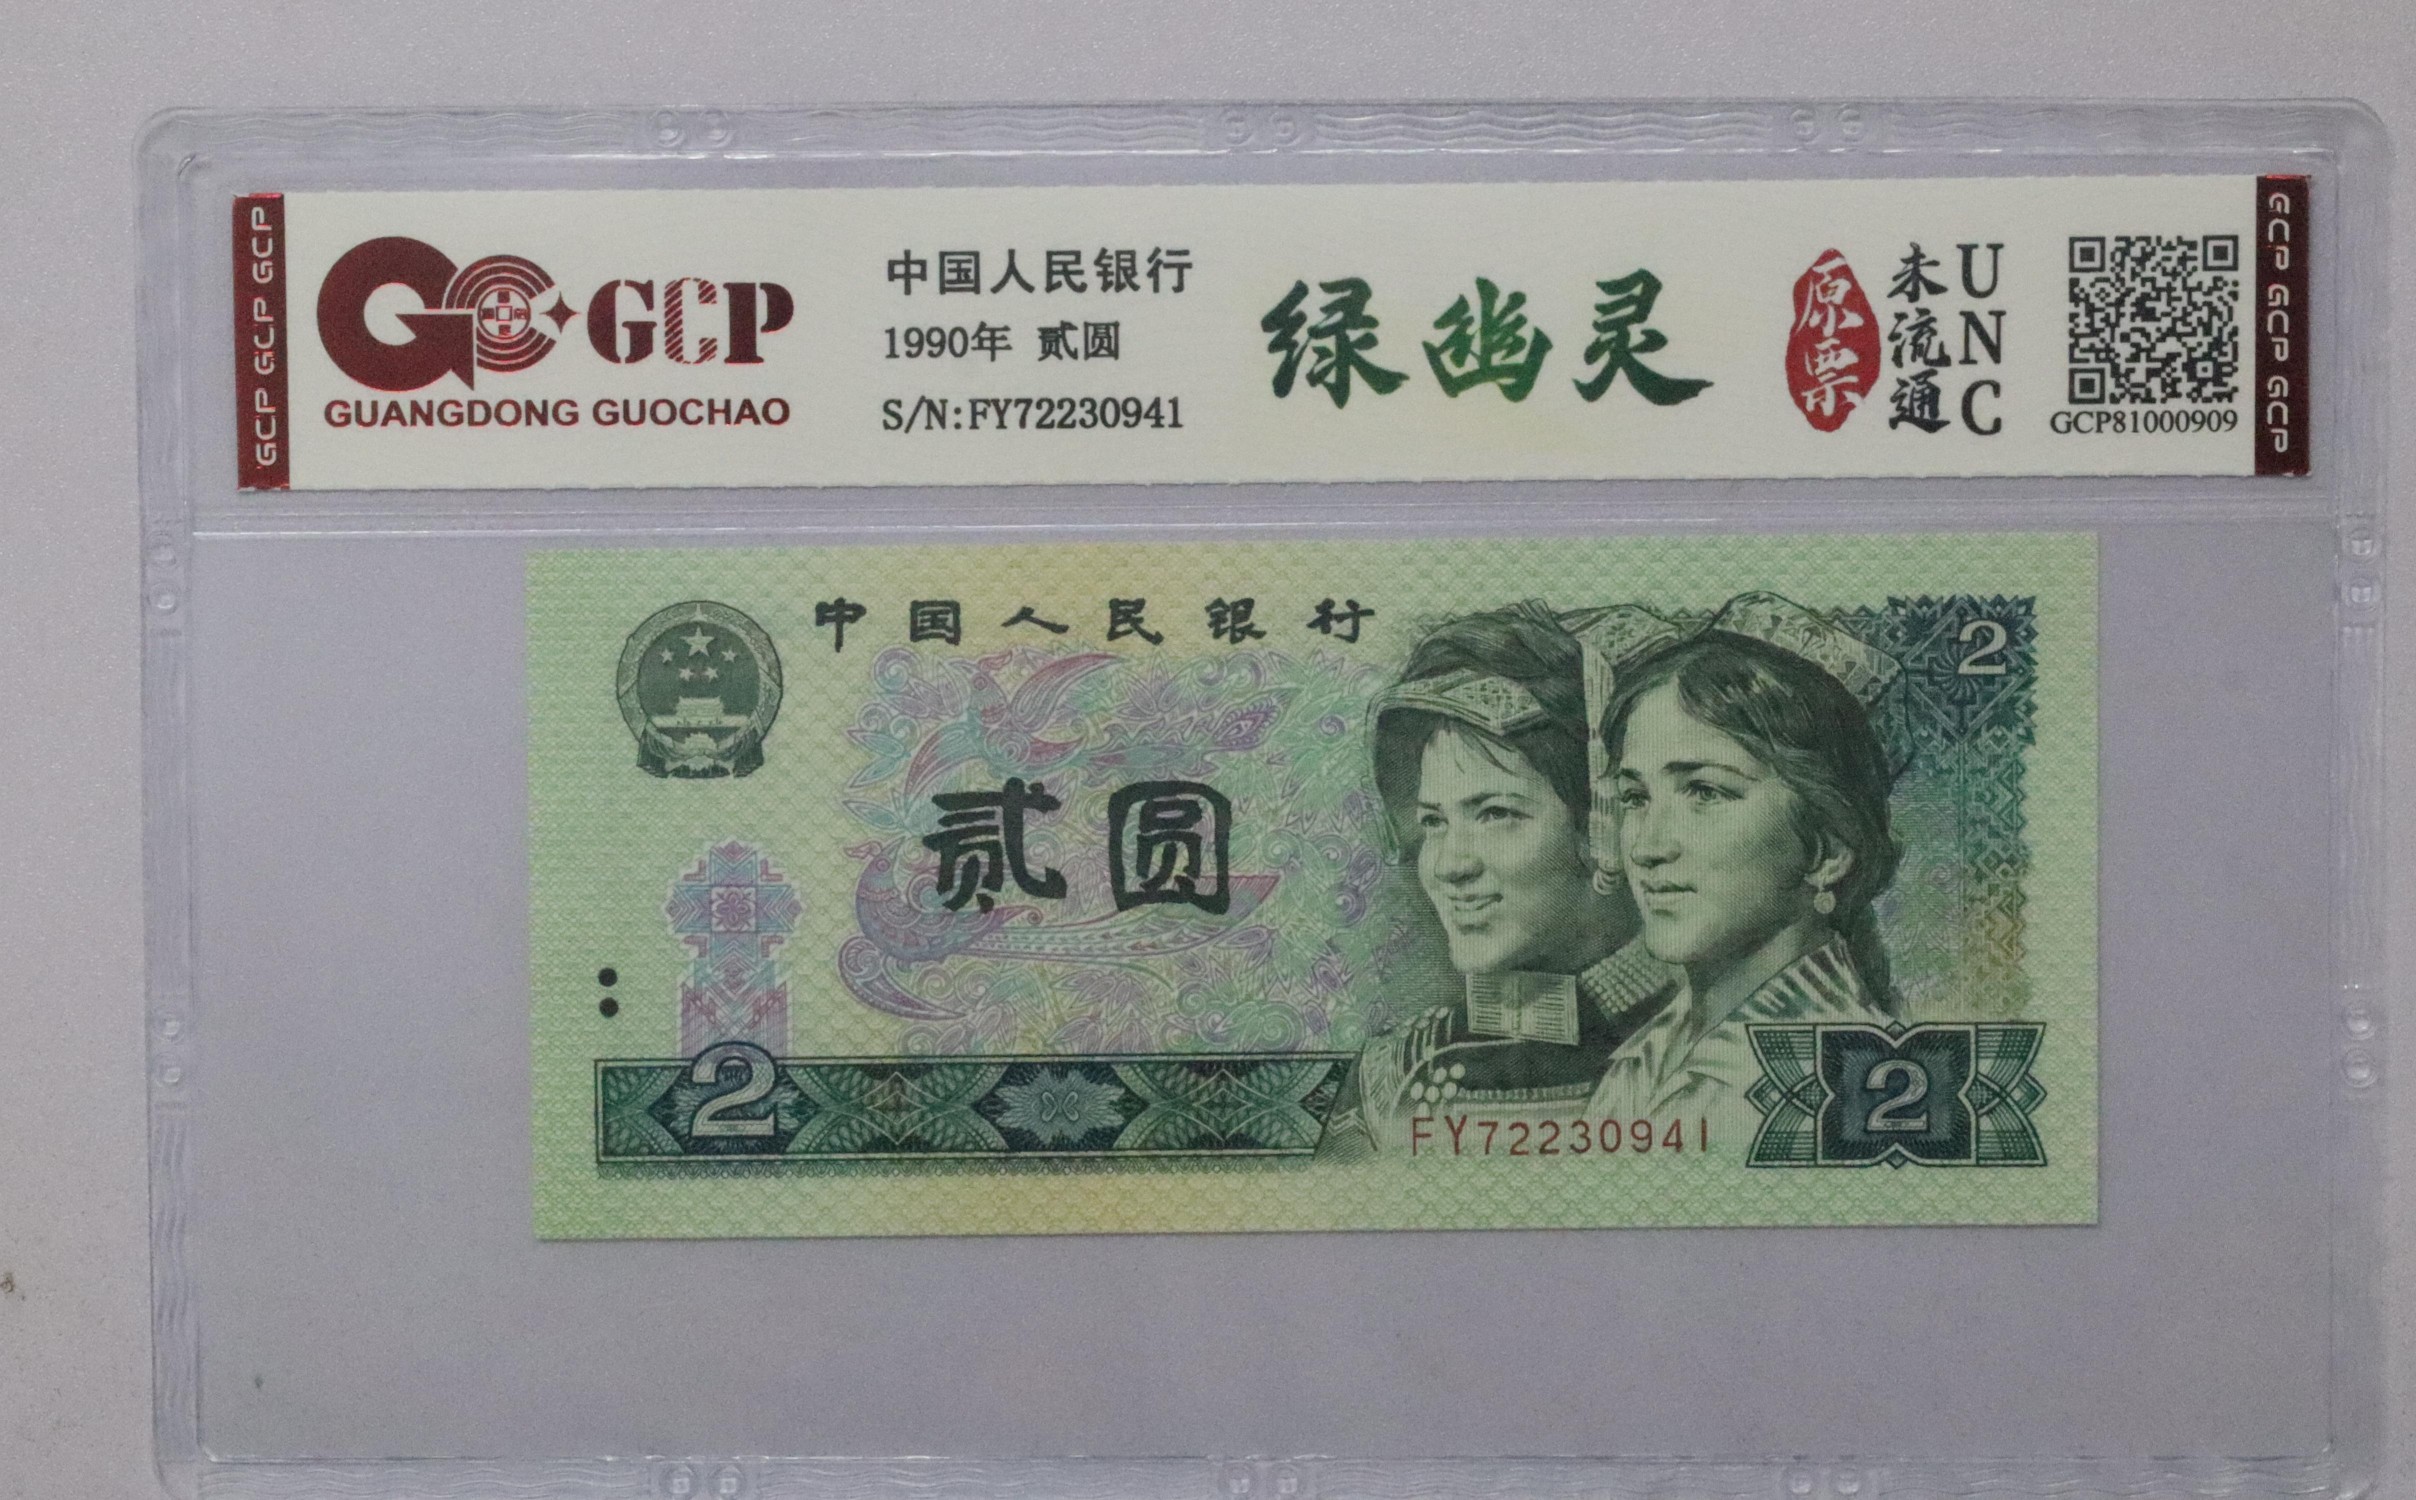 GCP GCP GCP
GCP
GUANGDONG GUOCHAO
中国人民银行
1990年 贰圆
S/N:FY72230941
绿幽灵
原票
未流通
UNC
GCP81000909
GCP GCP GCP
中国人民银行
2
贰圆
2
FY72230941
2